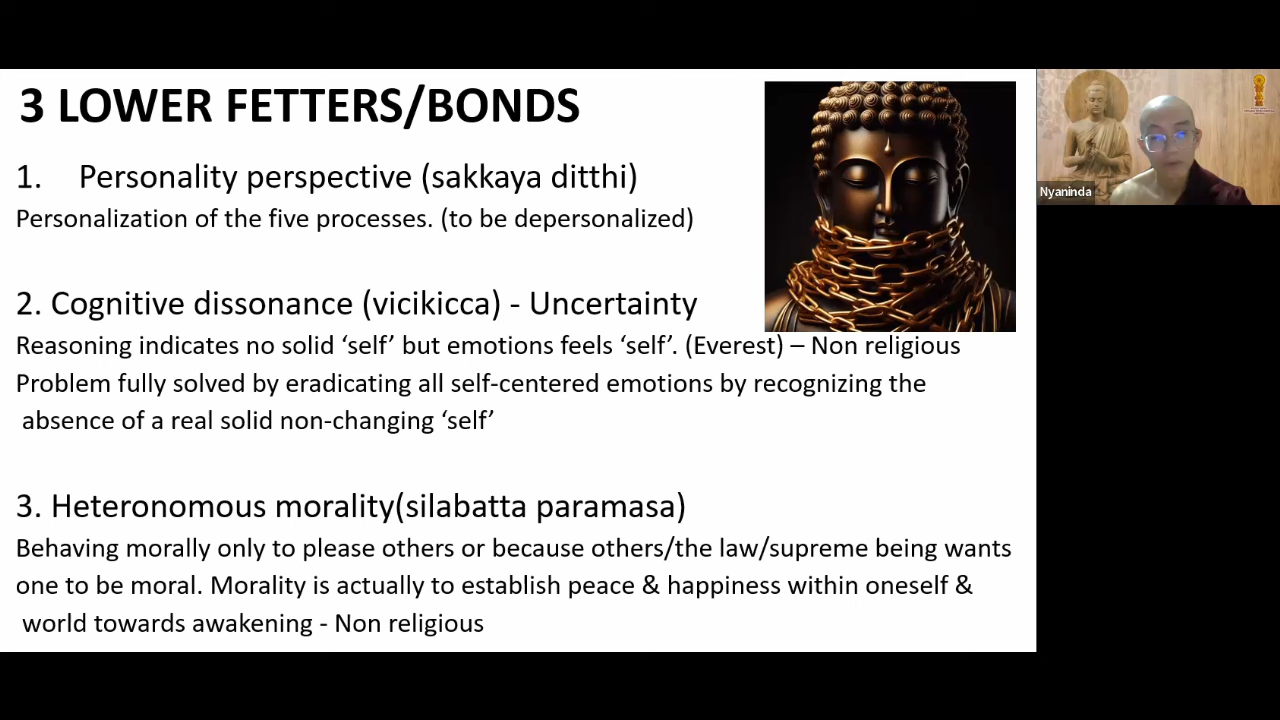 3 LOWER FETTERS/BONDS
1. Personality perspective (sakkaya ditthi)
Personalization of the five processes. (to be depersonalized)
2. Cognitive dissonance (vicikicca) - Uncertainty
Reasoning indicates no solid ‘self’ but emotions feels ‘self’. (Everest) – Non religious
Problem fully solved by eradicating all self-centered emotions by recognizing the
absence of a real solid non-changing ‘self’
3. Heteronomous morality(silabatta paramasa)
Behaving morally only to please others or because others/the law/supreme being wants
one to be moral. Morality is actually to establish peace & happiness within oneself &
world towards awakening - Non religious
Nyaninda